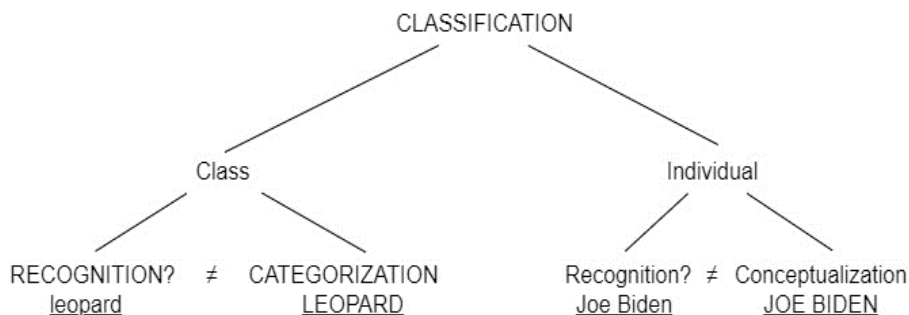 CLASSIFICATION
Class Individual
RECOGNITION? ≠ CATEGORIZATION Recognition? ≠ Conceptualization
leopard LEOPARD Joe Biden JOE BIDEN